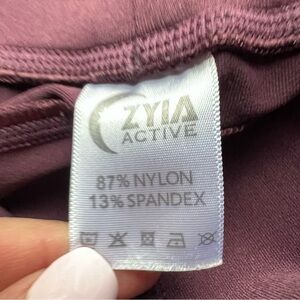 ZYIA
ACTIVE
87% NYLON
13% SPANDEX